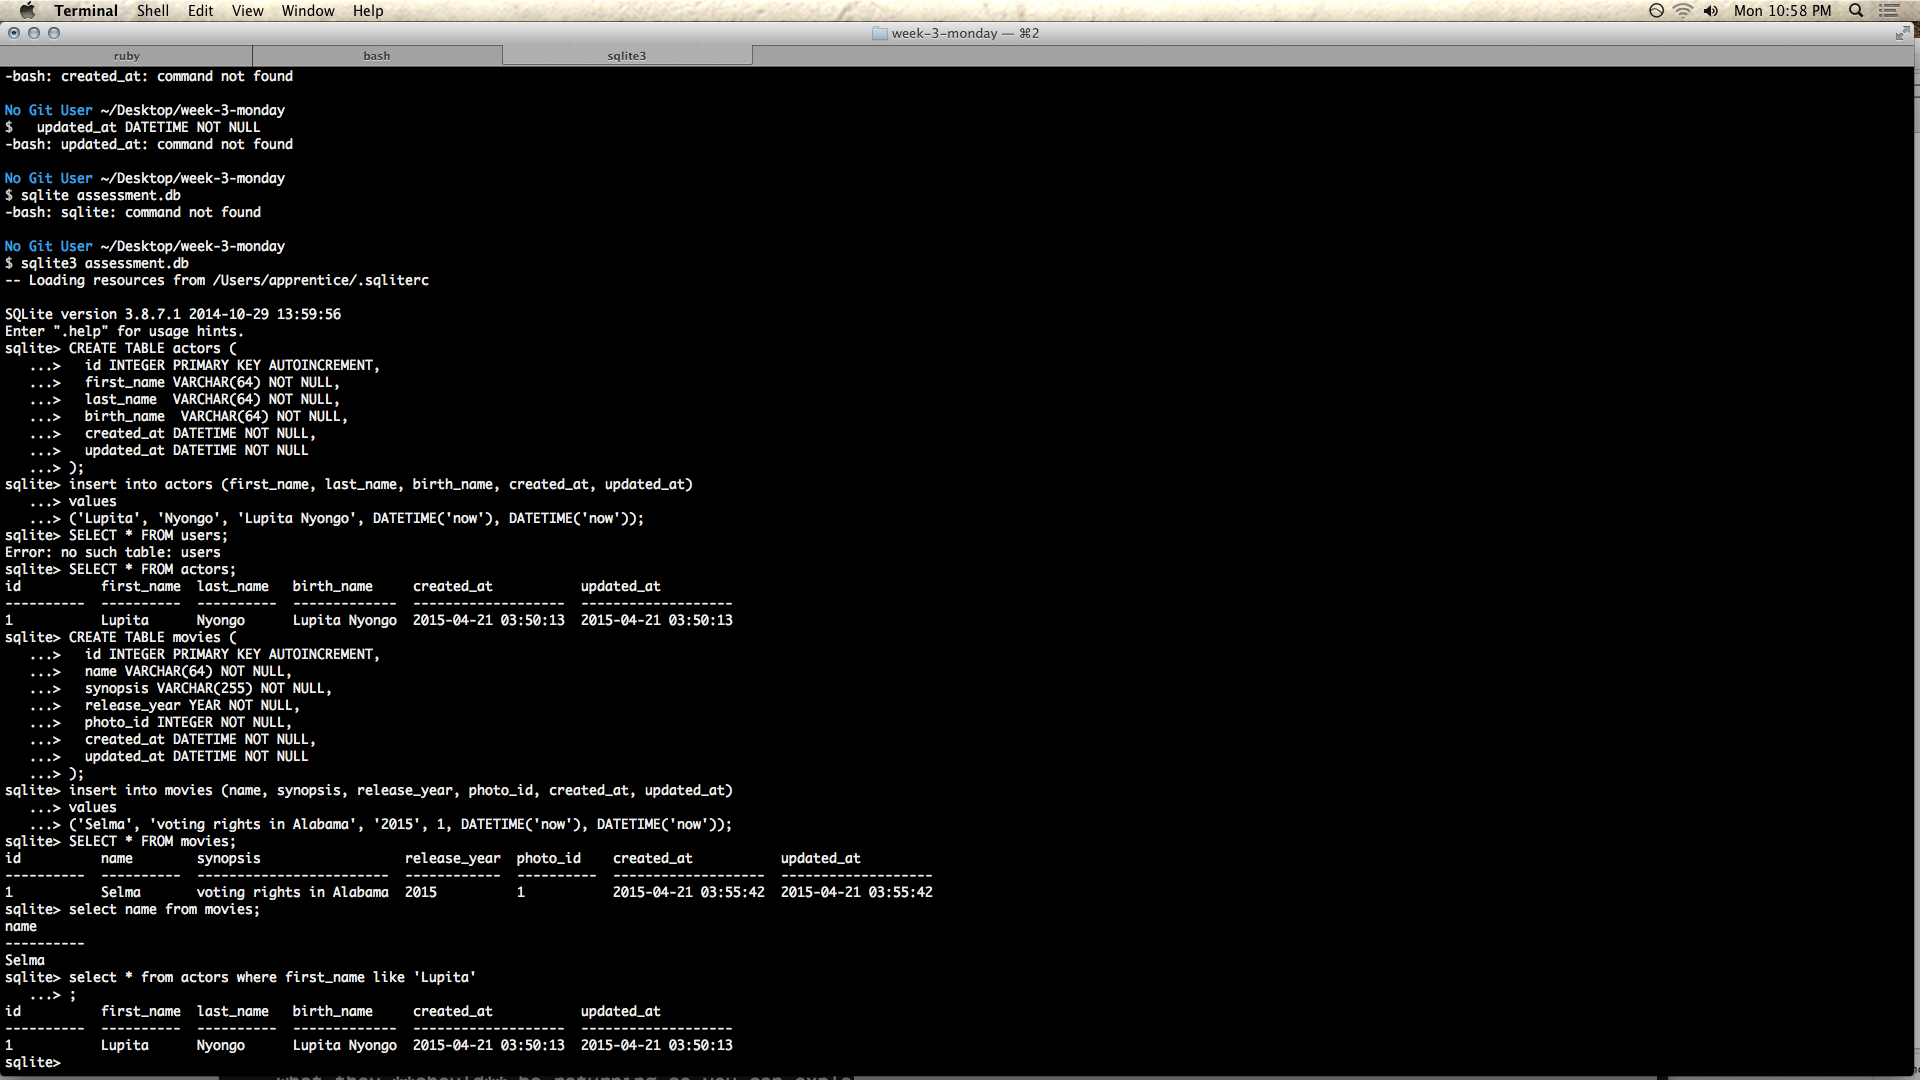 Terminal Shell Edit View Window Help Mon 10:58 PM
week-3-monday — ⌘2
ruby bash sqlite3
-bash: created_at: command not found
No Git User ~/Desktop/week-3-monday
$   updated_at DATETIME NOT NULL
-bash: updated_at: command not found
No Git User ~/Desktop/week-3-monday
$ sqlite assessment.db
-bash: sqlite: command not found
No Git User ~/Desktop/week-3-monday
$ sqlite3 assessment.db
-- Loading resources from /Users/apprentice/.sqliterc
SQLite version 3.8.7.1 2014-10-29 13:59:56
Enter ".help" for usage hints.
sqlite> CREATE TABLE actors (
   ...>   id INTEGER PRIMARY KEY AUTOINCREMENT,
   ...>   first_name VARCHAR(64) NOT NULL,
   ...>   last_name  VARCHAR(64) NOT NULL,
   ...>   birth_name  VARCHAR(64) NOT NULL,
   ...>   created_at DATETIME NOT NULL,
   ...>   updated_at DATETIME NOT NULL
   ...> );
sqlite> insert into actors (first_name, last_name, birth_name, created_at, updated_at)
   ...> values
   ...> ('Lupita', 'Nyongo', 'Lupita Nyongo', DATETIME('now'), DATETIME('now'));
sqlite> SELECT * FROM users;
Error: no such table: users
sqlite> SELECT * FROM actors;
id          first_name  last_name   birth_name     created_at           updated_at
----------  ----------  ----------  -------------  -------------------  -------------------
1           Lupita      Nyongo      Lupita Nyongo  2015-04-21 03:50:13  2015-04-21 03:50:13
sqlite> CREATE TABLE movies (
   ...>   id INTEGER PRIMARY KEY AUTOINCREMENT,
   ...>   name VARCHAR(64) NOT NULL,
   ...>   synopsis VARCHAR(255) NOT NULL,
   ...>   release_year YEAR NOT NULL,
   ...>   photo_id INTEGER NOT NULL,
   ...>   created_at DATETIME NOT NULL,
   ...>   updated_at DATETIME NOT NULL
   ...> );
sqlite> insert into movies (name, synopsis, release_year, photo_id, created_at, updated_at)
   ...> values
   ...> ('Selma', 'voting rights in Alabama', '2015', 1, DATETIME('now'), DATETIME('now'));
sqlite> SELECT * FROM movies;
id          name        synopsis                  release_year  photo_id    created_at           updated_at
----------  ----------  ------------------------  ------------  ----------  -------------------  -------------------
1           Selma       voting rights in Alabama  2015          1           2015-04-21 03:55:42  2015-04-21 03:55:42
sqlite> select name from movies;
name
----------
Selma
sqlite> select * from actors where first_name like 'Lupita'
   ...> ;
id          first_name  last_name   birth_name     created_at           updated_at
----------  ----------  ----------  -------------  -------------------  -------------------
1           Lupita      Nyongo      Lupita Nyongo  2015-04-21 03:50:13  2015-04-21 03:50:13
sqlite>